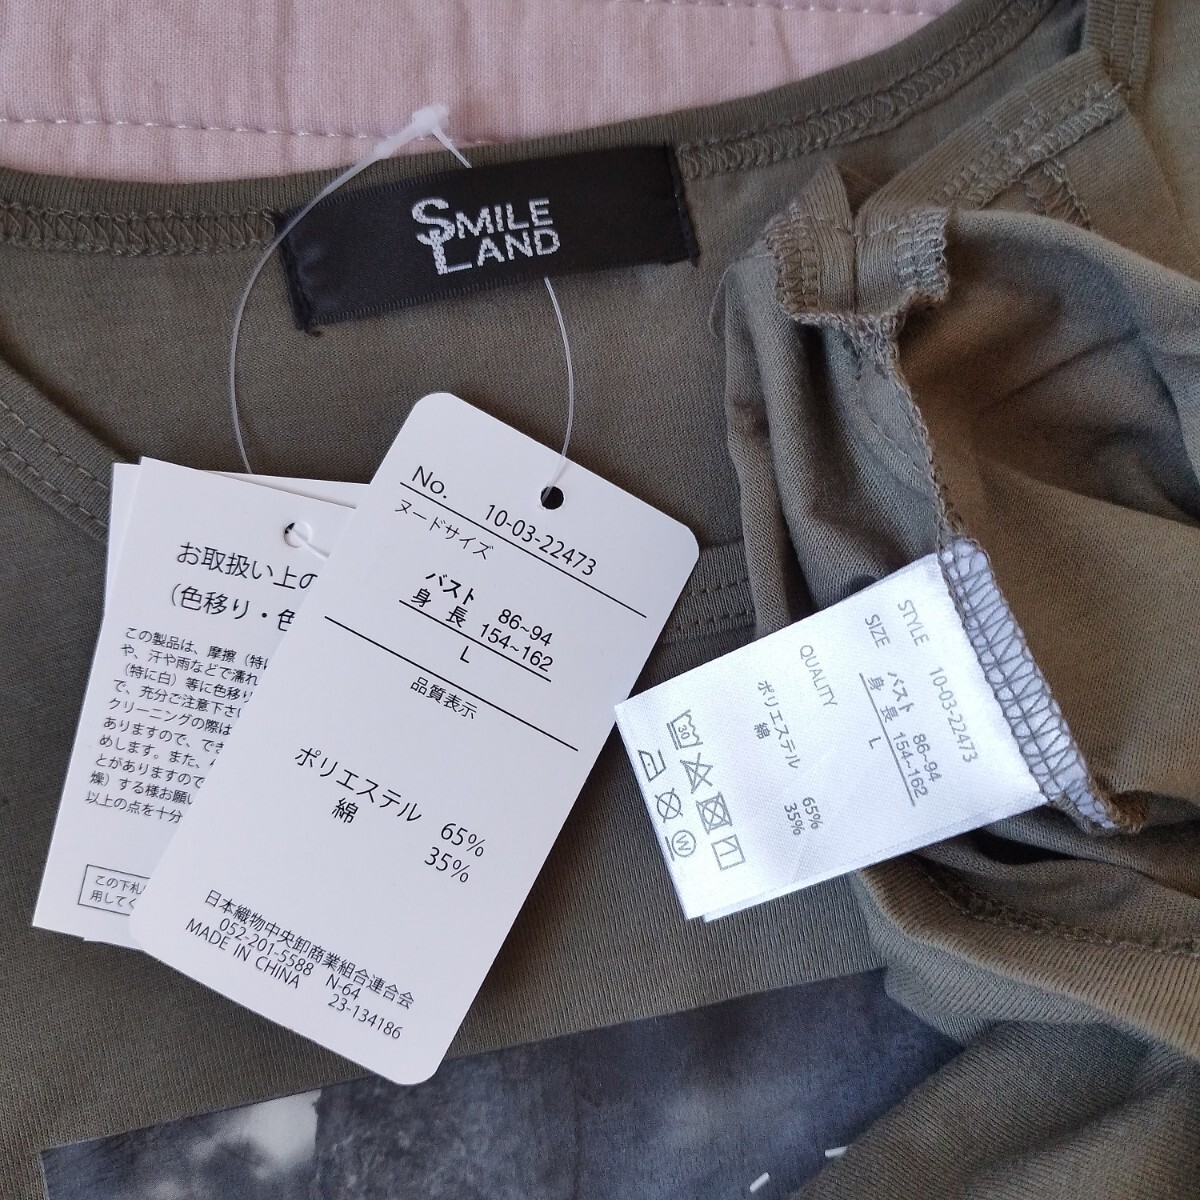 SMILE
LAND
No. 10-03-22473
ヌードサイズ
バスト 86~94
身長 154~162
L
品質表示
ポリエステル 65%
綿 35%
日本織物中央卸商業組合連合会
052-201-5588 N-64
MADE IN CHINA 23-134186
お取扱い上の
(色移り・色
この製品は、摩擦(特に
や、汗や雨などで濡れ
(特に白)等に色移り
で、充分ご注意下さい
クリーニングの際は
ありますので、でき
めします。また、
とがありますので
燥)する様お願い
以上の点を十分
この下札
用してく
STYLE 10-03-22473
SIZE バスト 86~94
身長 154~162
L
QUALITY
ポリエステル 65%
綿 35%
30
W